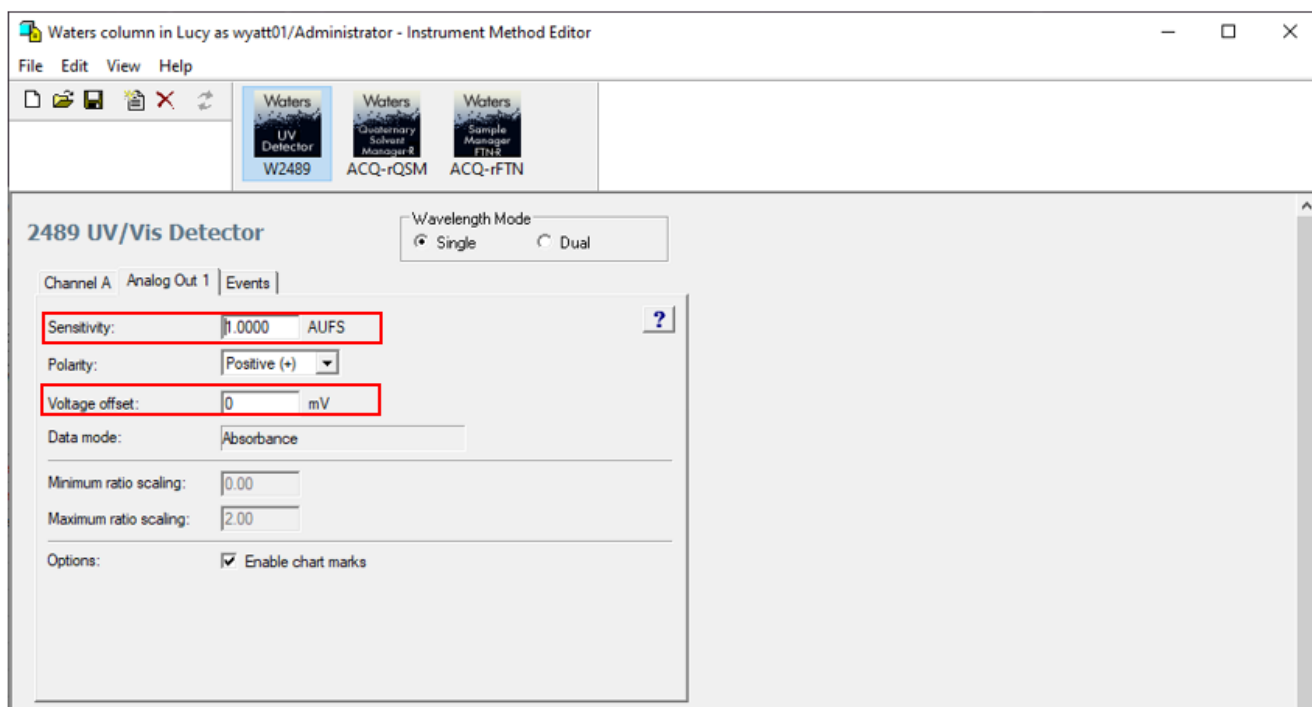 Waters column in Lucy as wyatt01/Administrator - Instrument Method Editor
File Edit View Help
Waters UV Detector
W2489
Waters Quaternary Solvent Manager-R
ACQ-rQSM
Waters Sample Manager FTN-R
ACQ-rFTN
2489 UV/Vis Detector
Wavelength Mode
Single Dual
Channel A Analog Out 1 Events
Sensitivity: 1.0000 AUFS
?
Polarity: Positive (+)
Voltage offset: 0 mV
Data mode: Absorbance
Minimum ratio scaling: 0.00
Maximum ratio scaling: 2.00
Options: Enable chart marks